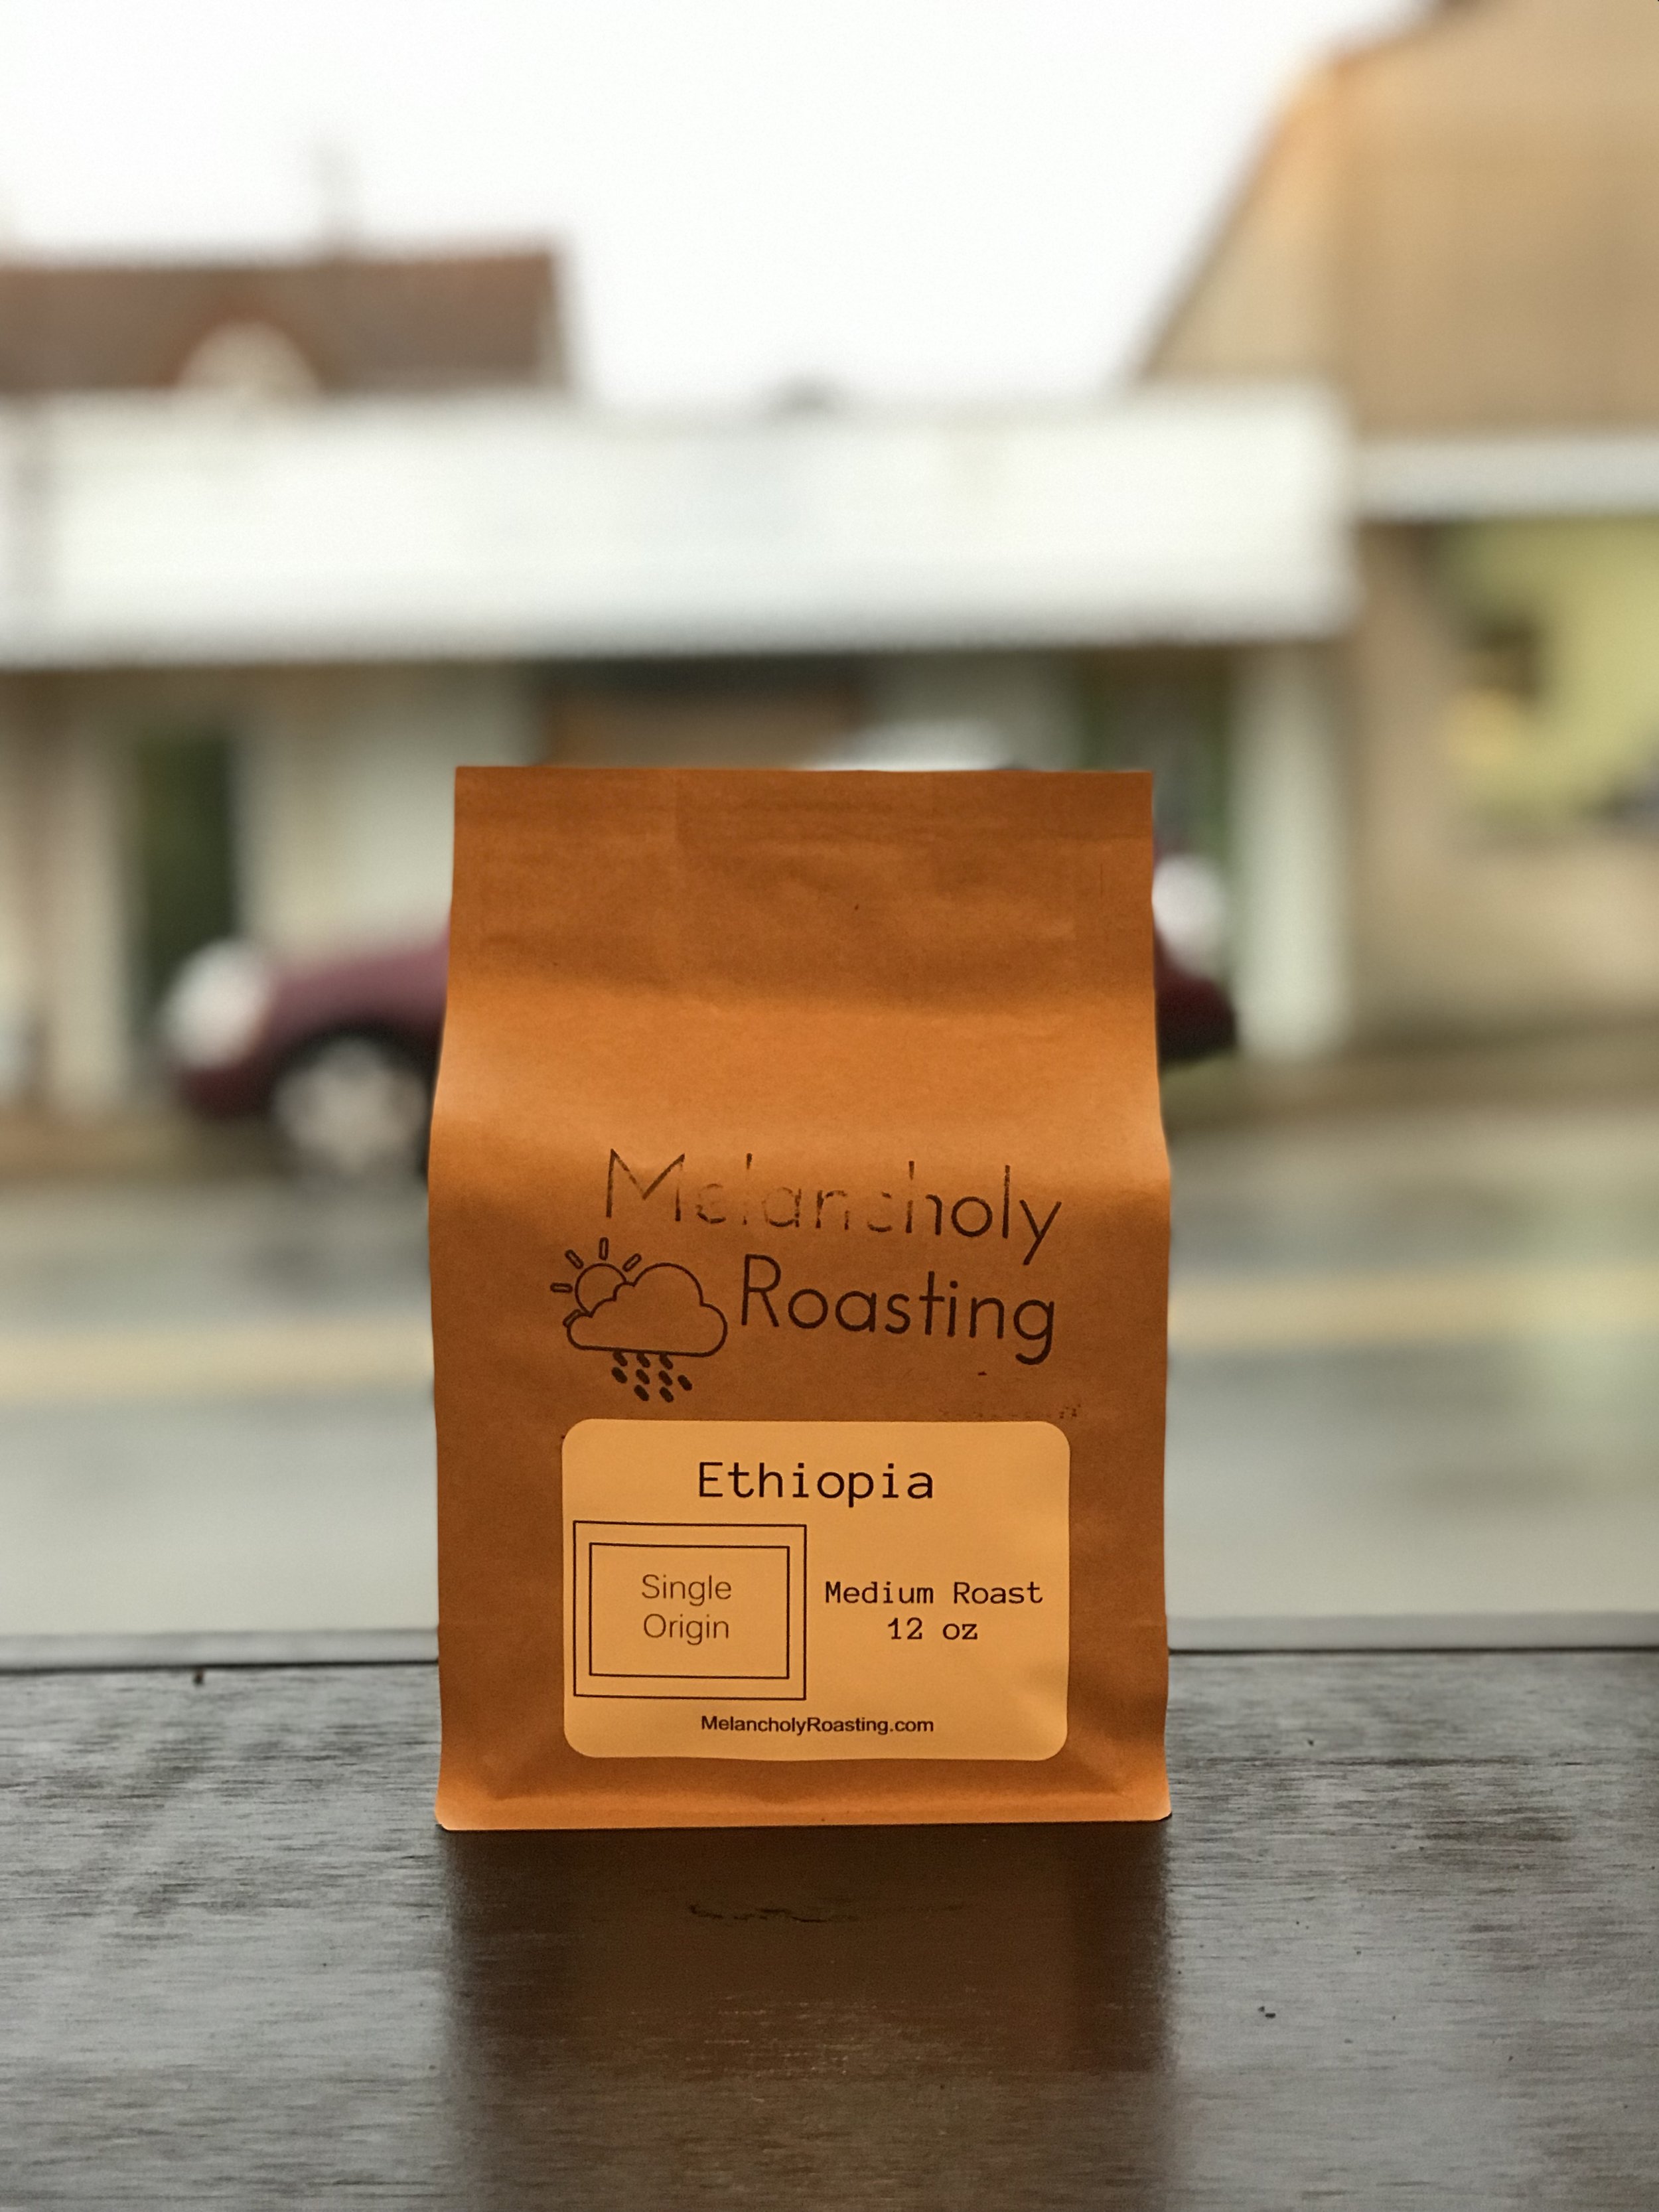 Melancholy
Roasting
Ethiopia
Single
Origin
Medium Roast
12 oz
MelancholyRoasting.com